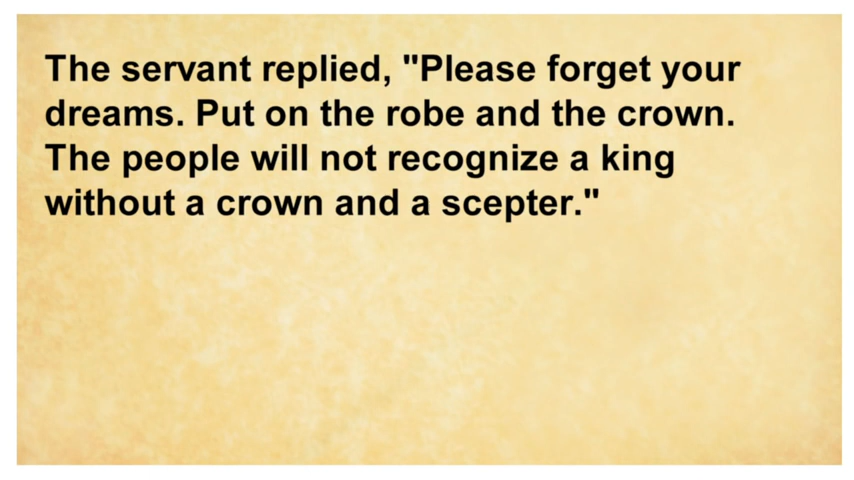 The servant replied, "Please forget your
dreams. Put on the robe and the crown.
The people will not recognize a king
without a crown and a scepter."